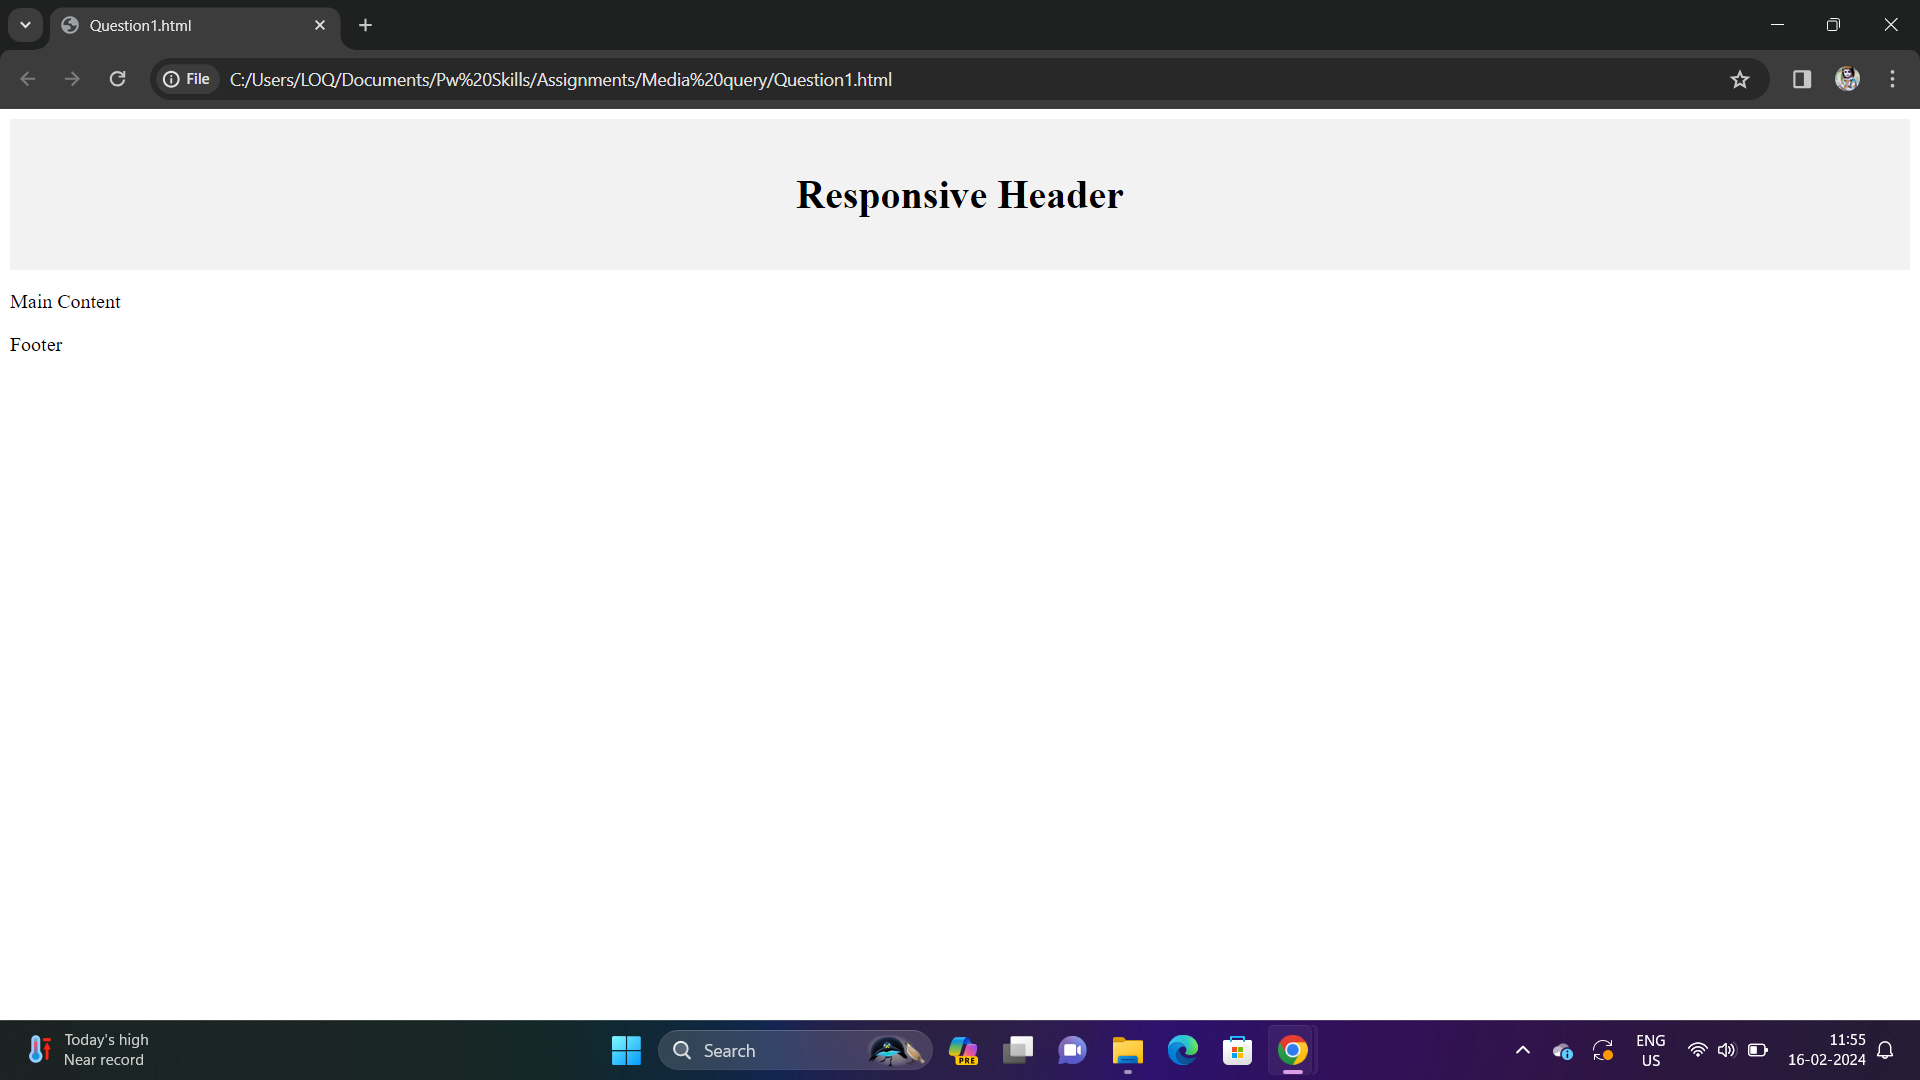 Question1.html
File
C:/Users/LOQ/Documents/Pw%20Skills/Assignments/Media%20query/Question1.html
Responsive Header
Main Content
Footer
Today's high
Near record
Search
PRE
ENG
US
11:55
16-02-2024